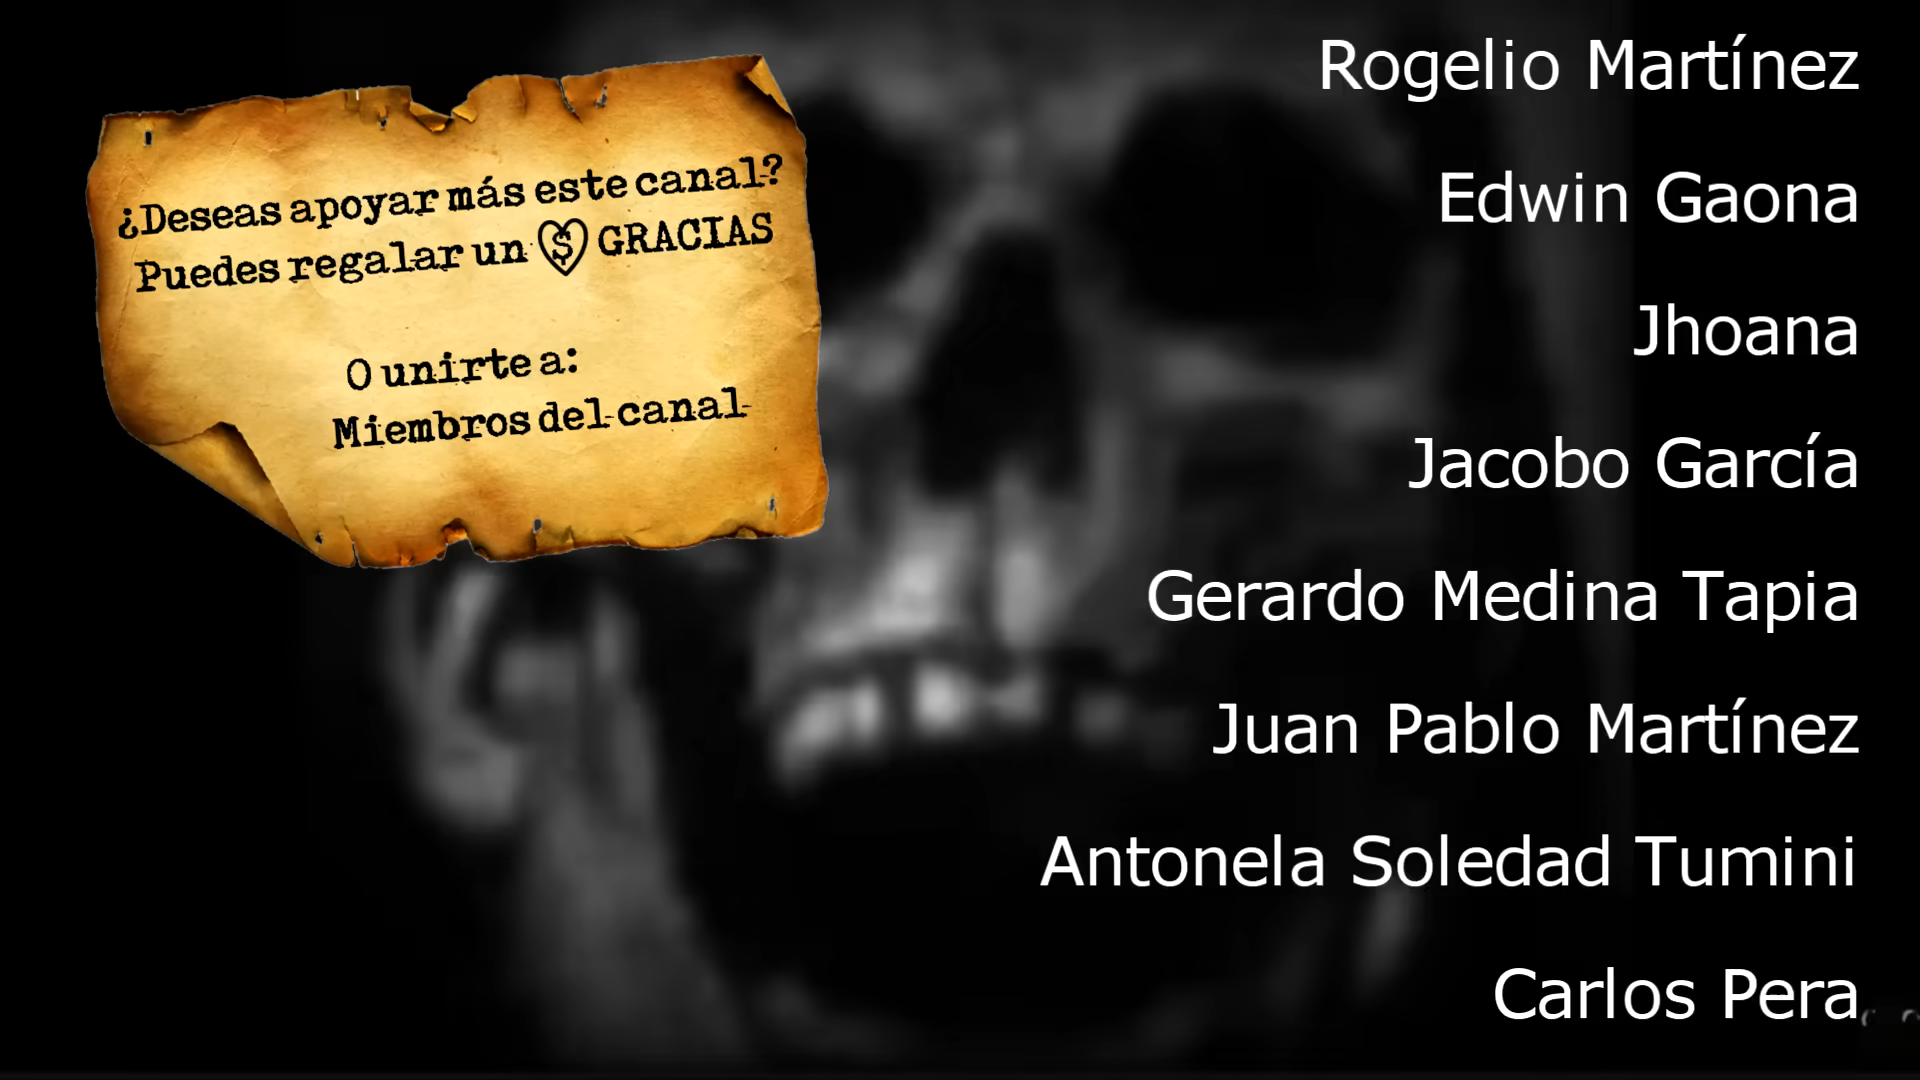 ¿Deseas apoyar más este canal?
Puedes regalar un $ GRACIAS
O unirte a:
Miembros del canal
Rogelio Martínez
Edwin Gaona
Jhoana
Jacobo García
Gerardo Medina Tapia
Juan Pablo Martínez
Antonela Soledad Tumini
Carlos Pera